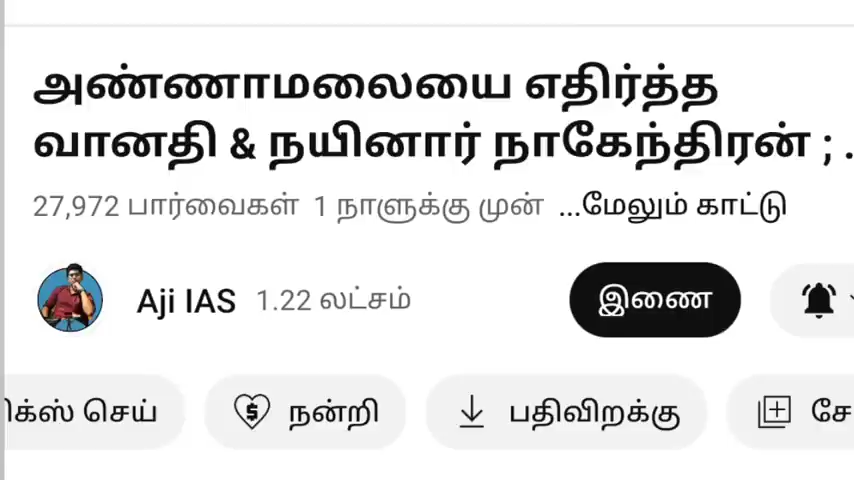 அண்ணாமலையை எதிர்த்த
வானதி & நயினார் நாகேந்திரன் ; .
27,972 பார்வைகள் 1 நாளுக்கு முன் ...மேலும் காட்டு
Aji IAS 1.22 லட்சம் இணை
க்ஸ் செய் நன்றி பதிவிறக்கு சே